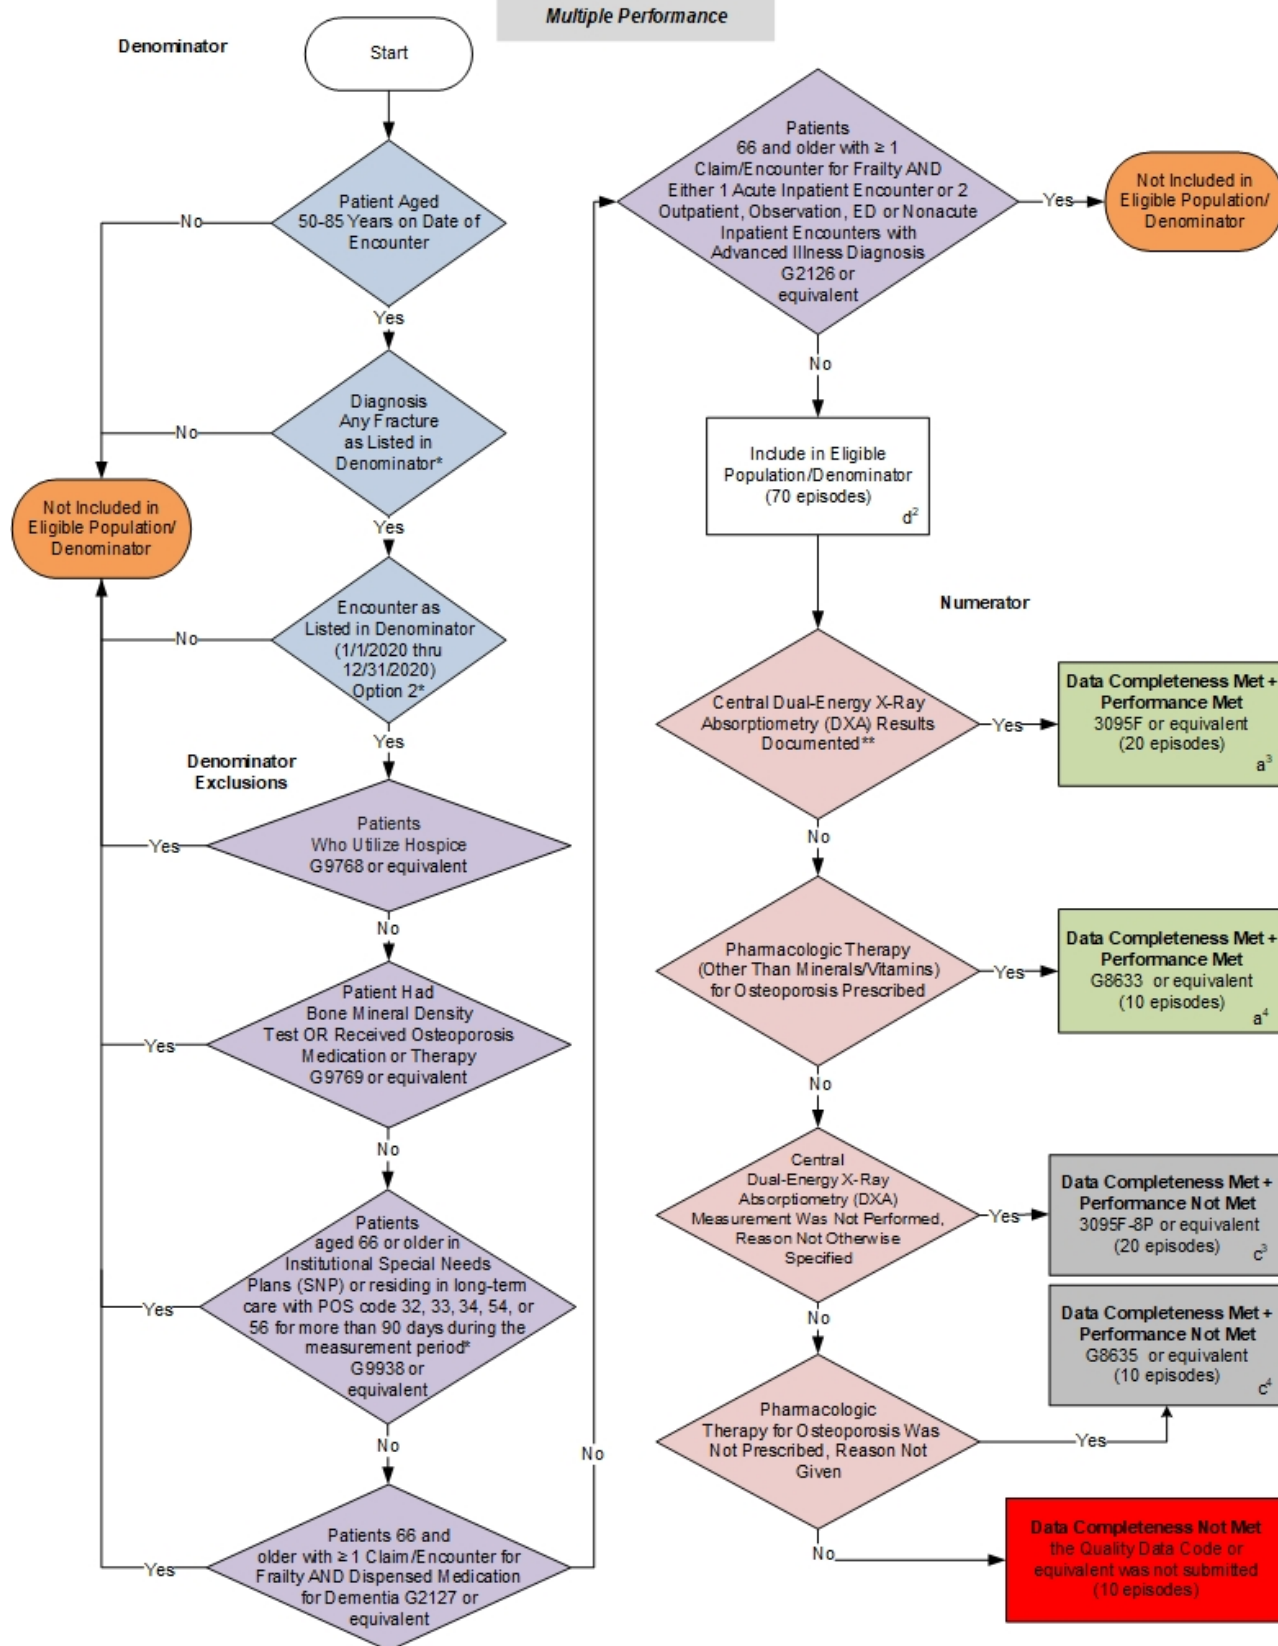 Multiple Performance
Denominator
Start
Patient Aged
50-85 Years on Date of
Encounter
No
Yes
Diagnosis
Any Fracture
as Listed in
Denominator*
No
Yes
Not Included in
Eligible Population/
Denominator
Encounter as
Listed in Denominator
(1/1/2020 thru
12/31/2020)
Option 2*
No
Yes
Denominator
Exclusions
Patients
Who Utilize Hospice
G9768 or equivalent
Yes
No
Patient Had
Bone Mineral Density
Test OR Received Osteoporosis
Medication or Therapy
G9769 or equivalent
Yes
No
Patients
aged 66 or older in
Institutional Special Needs
Plans (SNP) or residing in long-term
care with POS code 32, 33, 34, 54, or
56 for more than 90 days during the
measurement period*
G9938 or
equivalent
Yes
No
Patients 66 and
older with ≥ 1 Claim/Encounter for
Frailty AND Dispensed Medication
for Dementia G2127 or
equivalent
Yes
No
Patients
66 and older with ≥ 1
Claim/Encounter for Frailty AND
Either 1 Acute Inpatient Encounter or 2
Outpatient, Observation, ED or Nonacute
Inpatient Encounters with
Advanced Illness Diagnosis
G2126 or
equivalent
Yes
Not Included in
Eligible Population/
Denominator
No
Include in Eligible
Population/Denominator
(70 episodes)
d²
Numerator
Central Dual-Energy X-Ray
Absorptiometry (DXA) Results
Documented**
Yes
Data Completeness Met +
Performance Met
3095F or equivalent
(20 episodes)
a³
No
Pharmacologic Therapy
(Other Than Minerals/Vitamins)
for Osteoporosis Prescribed
Yes
Data Completeness Met +
Performance Met
G8633 or equivalent
(10 episodes)
a⁴
No
Central
Dual-Energy X-Ray
Absorptiometry (DXA)
Measurement Was Not Performed,
Reason Not Otherwise
Specified
Yes
Data Completeness Met +
Performance Not Met
3095F-8P or equivalent
(20 episodes)
c³
No
Pharmacologic
Therapy for Osteoporosis Was
Not Prescribed, Reason Not
Given
Yes
Data Completeness Met +
Performance Not Met
G8635 or equivalent
(10 episodes)
c⁴
No
Data Completeness Not Met
the Quality Data Code or
equivalent was not submitted
(10 episodes)